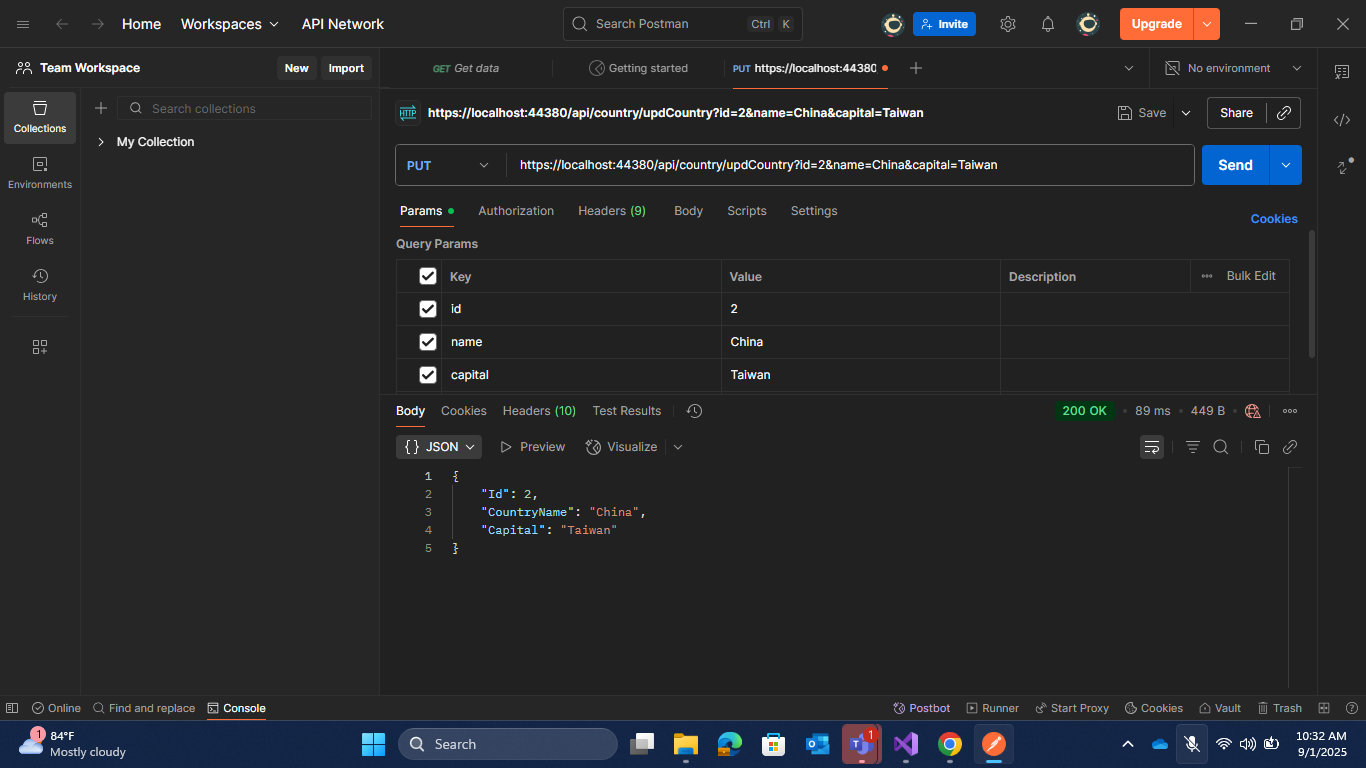 Home Workspaces API Network Search Postman Ctrl K Invite Upgrade
Team Workspace New Import GET Get data Getting started PUT https://localhost:44380 No environment
Collections
Environments
Flows
History
Search collections
My Collection
HTTP https://localhost:44380/api/country/updCountry?id=2&name=China&capital=Taiwan Save Share
PUT https://localhost:44380/api/country/updCountry?id=2&name=China&capital=Taiwan Send
Params Authorization Headers (9) Body Scripts Settings Cookies
Query Params
Key Value Description Bulk Edit
id 2
name China
capital Taiwan
Body Cookies Headers (10) Test Results 200 OK 89 ms 449 B
{} JSON Preview Visualize
1 {
2 "Id": 2,
3 "CountryName": "China",
4 "Capital": "Taiwan"
5 }
Online Find and replace Console Postbot Runner Start Proxy Cookies Vault Trash
1 84°F
Mostly cloudy
Search
1
10:32 AM
9/1/2025